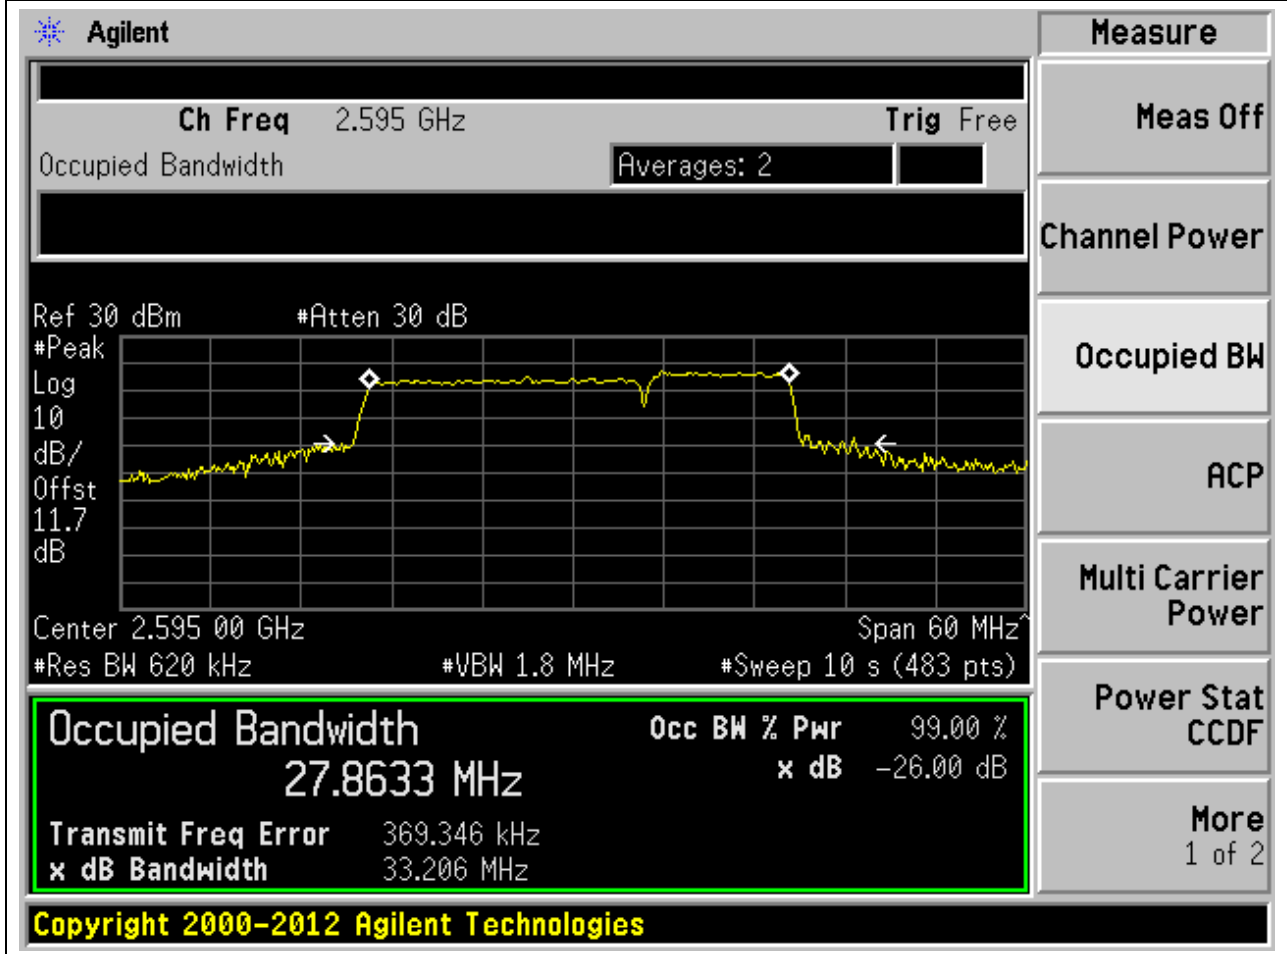 Agilent
Measure
Ch Freq 2.595 GHz Trig Free
Occupied Bandwidth Averages: 2
Meas Off
Channel Power
Occupied BW
ACP
Multi Carrier
Power
Power Stat
CCDF
More
1 of 2
Ref 30 dBm #Atten 30 dB
#Peak
Log
10
dB/
Offst
11.7
dB
Center 2.595 00 GHz Span 60 MHz^
#Res BW 620 kHz #VBW 1.8 MHz #Sweep 10 s (483 pts)
Occupied Bandwidth Occ BW % Pwr 99.00 %
27.8633 MHz x dB -26.00 dB
Transmit Freq Error 369.346 kHz
x dB Bandwidth 33.206 MHz
Copyright 2000-2012 Agilent Technologies